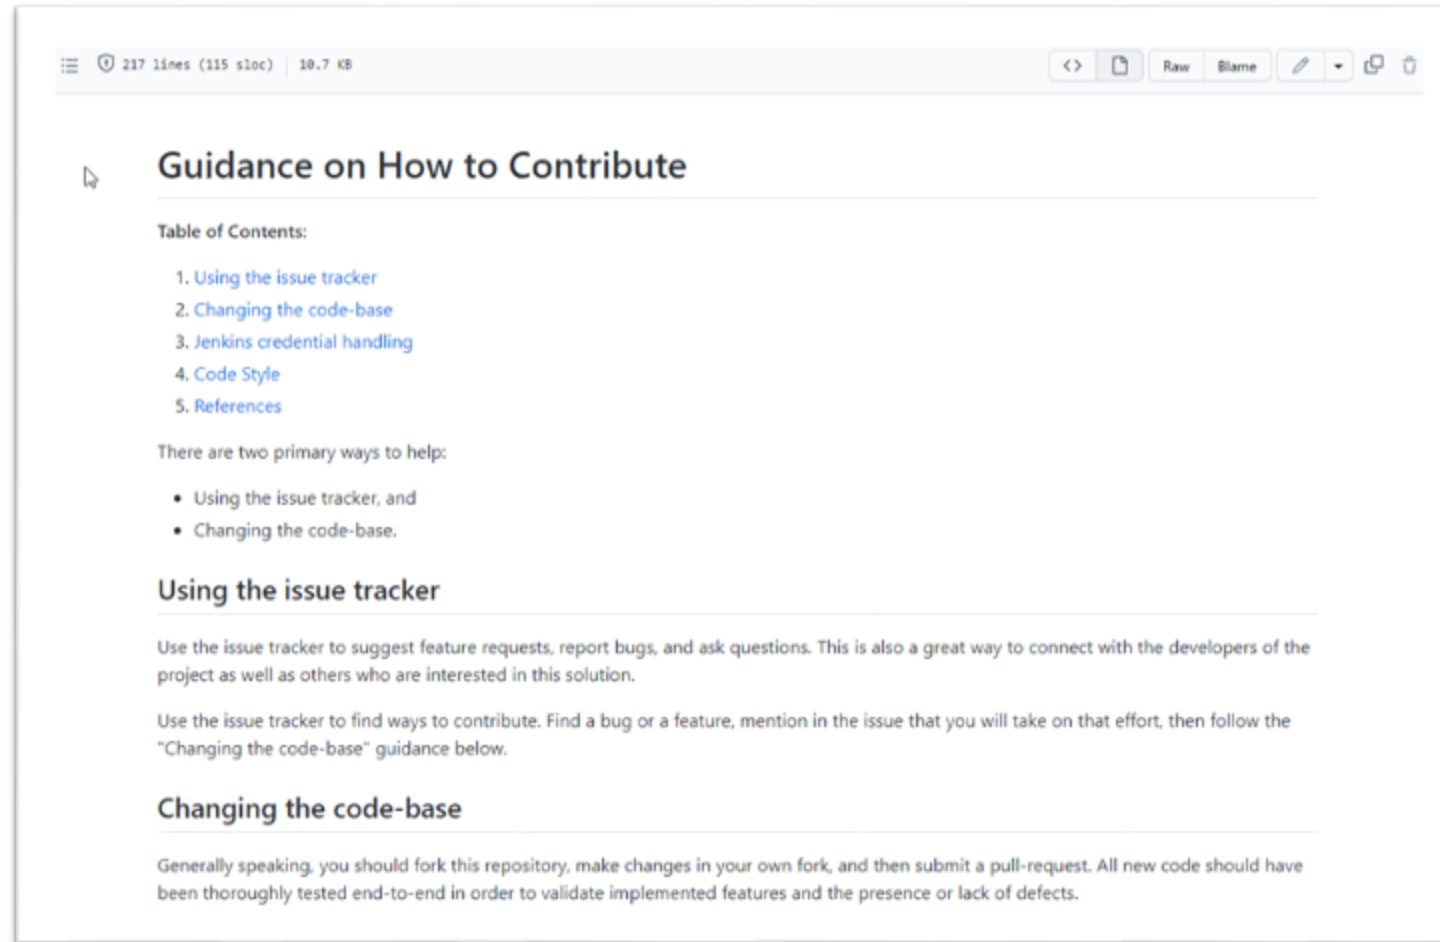 217 lines (115 sloc) 10.7 KB
Raw Blame
Guidance on How to Contribute
Table of Contents:
1. Using the issue tracker
2. Changing the code-base
3. Jenkins credential handling
4. Code Style
5. References
There are two primary ways to help:
• Using the issue tracker, and
• Changing the code-base.
Using the issue tracker
Use the issue tracker to suggest feature requests, report bugs, and ask questions. This is also a great way to connect with the developers of the
project as well as others who are interested in this solution.
Use the issue tracker to find ways to contribute. Find a bug or a feature, mention in the issue that you will take on that effort, then follow the
"Changing the code-base" guidance below.
Changing the code-base
Generally speaking, you should fork this repository, make changes in your own fork, and then submit a pull-request. All new code should have
been thoroughly tested end-to-end in order to validate implemented features and the presence or lack of defects.